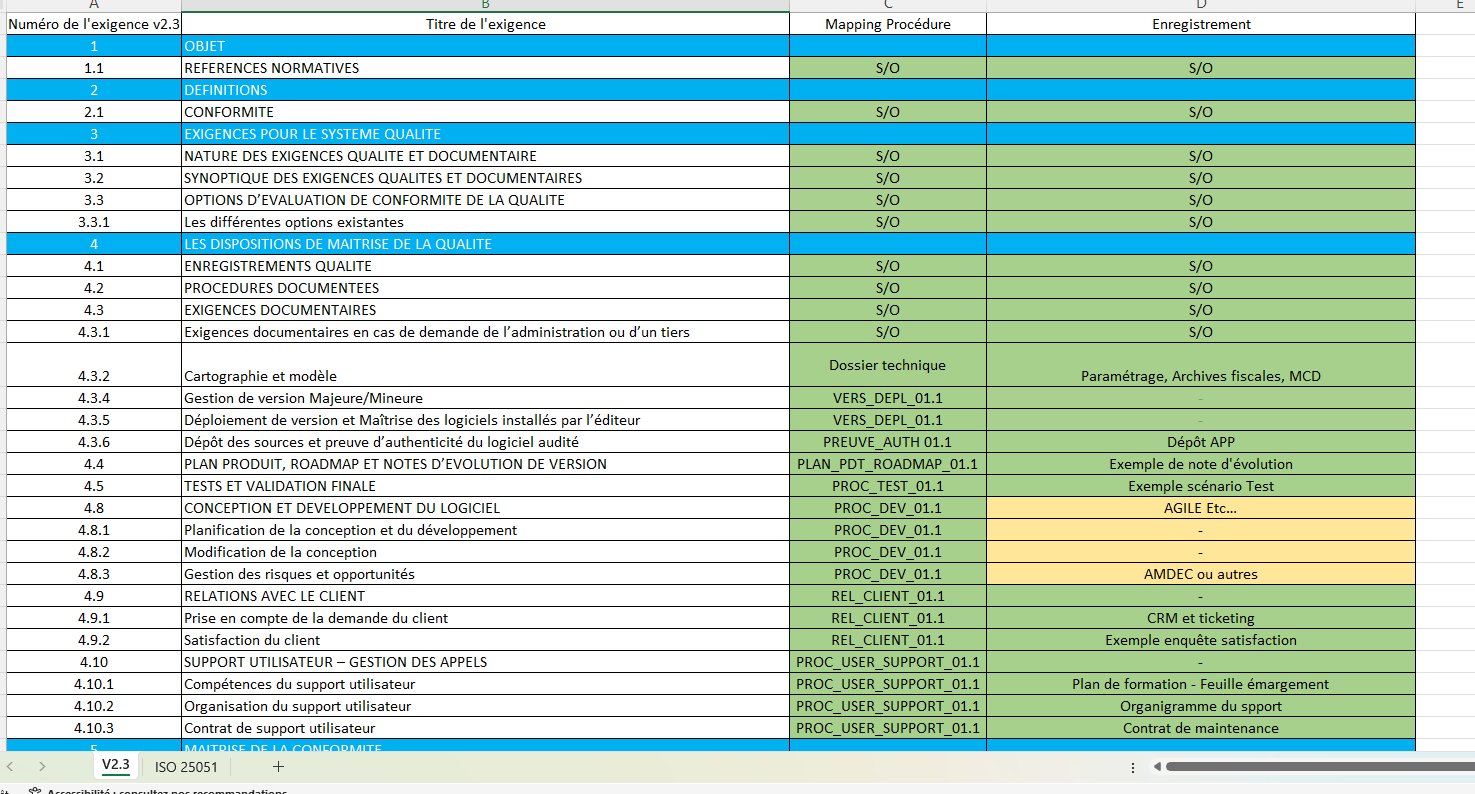 A B C D E
Numéro de l'exigence v2.3 Titre de l'exigence Mapping Procédure Enregistrement
1 OBJET
1.1 REFERENCES NORMATIVES S/O S/O
2 DEFINITIONS
2.1 CONFORMITE S/O S/O
3 EXIGENCES POUR LE SYSTEME QUALITE
3.1 NATURE DES EXIGENCES QUALITE ET DOCUMENTAIRE S/O S/O
3.2 SYNOPTIQUE DES EXIGENCES QUALITES ET DOCUMENTAIRES S/O S/O
3.3 OPTIONS D’EVALUATION DE CONFORMITE DE LA QUALITE S/O S/O
3.3.1 Les différentes options existantes S/O S/O
4 LES DISPOSITIONS DE MAITRISE DE LA QUALITE
4.1 ENREGISTREMENTS QUALITE S/O S/O
4.2 PROCEDURES DOCUMENTEES S/O S/O
4.3 EXIGENCES DOCUMENTAIRES S/O S/O
4.3.1 Exigences documentaires en cas de demande de l’administration ou d’un tiers S/O S/O
4.3.2 Cartographie et modèle Dossier technique Paramétrage, Archives fiscales, MCD
4.3.4 Gestion de version Majeure/Mineure VERS_DEPL_01.1 -
4.3.5 Déploiement de version et Maîtrise des logiciels installés par l’éditeur VERS_DEPL_01.1 -
4.3.6 Dépôt des sources et preuve d’authenticité du logiciel audité PREUVE_AUTH 01.1 Dépôt APP
4.4 PLAN PRODUIT, ROADMAP ET NOTES D’EVOLUTION DE VERSION PLAN_PDT_ROADMAP_01.1 Exemple de note d'évolution
4.5 TESTS ET VALIDATION FINALE PROC_TEST_01.1 Exemple scénario Test
4.8 CONCEPTION ET DEVELOPPEMENT DU LOGICIEL PROC_DEV_01.1 AGILE Etc…
4.8.1 Planification de la conception et du développement PROC_DEV_01.1 -
4.8.2 Modification de la conception PROC_DEV_01.1 -
4.8.3 Gestion des risques et opportunités PROC_DEV_01.1 AMDEC ou autres
4.9 RELATIONS AVEC LE CLIENT REL_CLIENT_01.1 -
4.9.1 Prise en compte de la demande du client REL_CLIENT_01.1 CRM et ticketing
4.9.2 Satisfaction du client REL_CLIENT_01.1 Exemple enquête satisfaction
4.10 SUPPORT UTILISATEUR – GESTION DES APPELS PROC_USER_SUPPORT_01.1 -
4.10.1 Compétences du support utilisateur PROC_USER_SUPPORT_01.1 Plan de formation - Feuille émargement
4.10.2 Organisation du support utilisateur PROC_USER_SUPPORT_01.1 Organigramme du spport
4.10.3 Contrat de support utilisateur PROC_USER_SUPPORT_01.1 Contrat de maintenance
5 MAITRISE DE LA CONFORMITE
V2.3 ISO 25051 +
Accessibilité : consultez nos recommandations